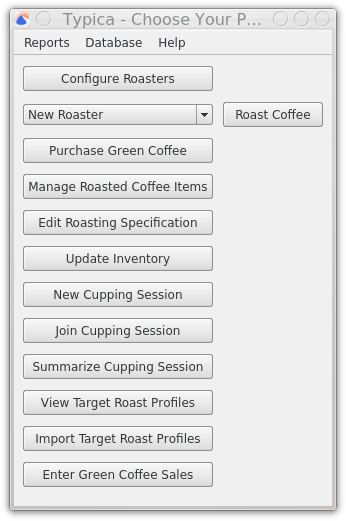 Typica - Choose Your P...
Reports Database Help
Configure Roasters
New Roaster Roast Coffee
Purchase Green Coffee
Manage Roasted Coffee Items
Edit Roasting Specification
Update Inventory
New Cupping Session
Join Cupping Session
Summarize Cupping Session
View Target Roast Profiles
Import Target Roast Profiles
Enter Green Coffee Sales